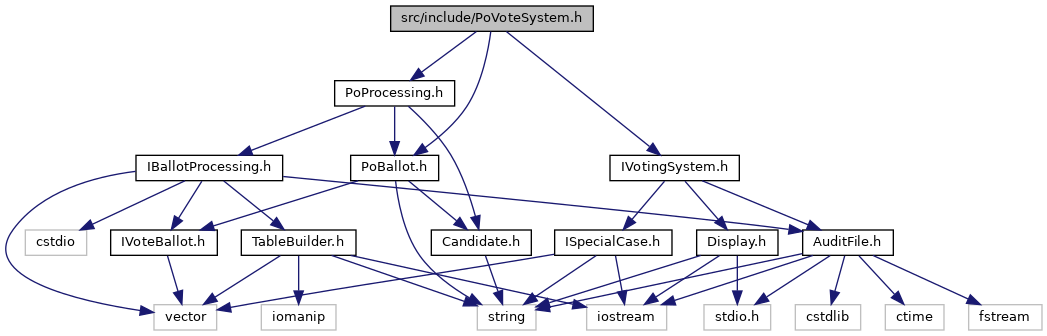 src/include/PoVoteSystem.h
PoProcessing.h
IBallotProcessing.h
PoBallot.h
IVotingSystem.h
cstdio
IVoteBallot.h
TableBuilder.h
Candidate.h
ISpecialCase.h
Display.h
AuditFile.h
vector
iomanip
string
iostream
stdio.h
cstdlib
ctime
fstream